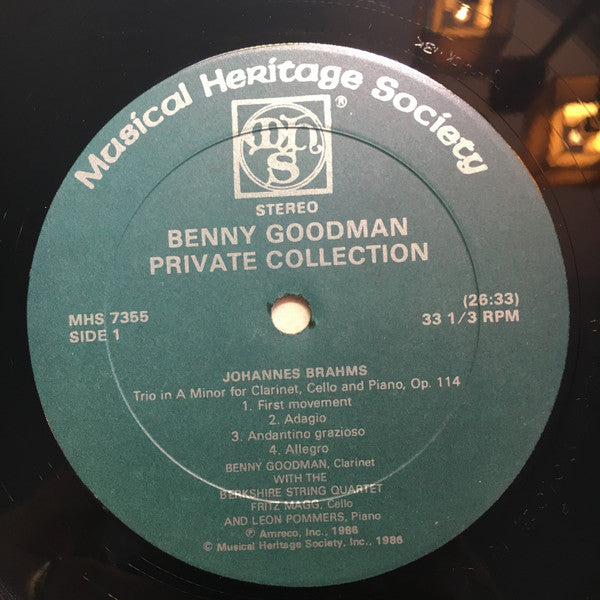 Musical Heritage Society
mhs
®
STEREO
BENNY GOODMAN
PRIVATE COLLECTION
MHS 7355
SIDE 1
(26:33)
33 1/3 RPM
JOHANNES BRAHMS
Trio in A Minor for Clarinet, Cello and Piano, Op. 114
1. First movement
2. Adagio
3. Andantino grazioso
4. Allegro
BENNY GOODMAN, Clarinet
WITH THE
BERKSHIRE STRING QUARTET
FRITZ MAGG, Cello
AND LEON POMMERS, Piano
℗ Amreco, Inc., 1986
© Musical Heritage Society, Inc., 1986